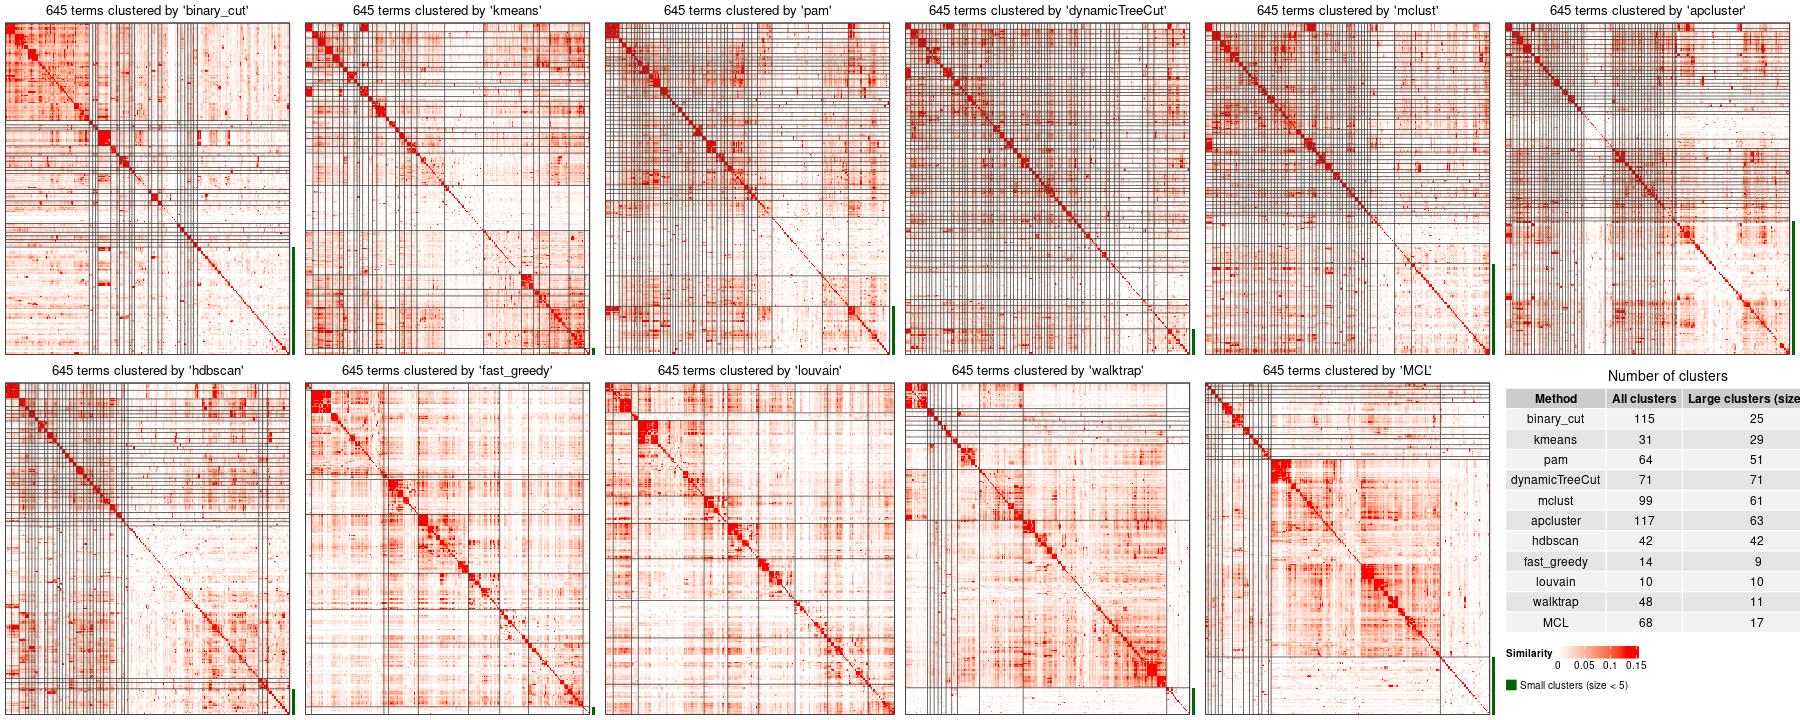 645 terms clustered by 'binary_cut'
645 terms clustered by 'kmeans'
645 terms clustered by 'pam'
645 terms clustered by 'dynamicTreeCut'
645 terms clustered by 'mclust'
645 terms clustered by 'apcluster'
645 terms clustered by 'hdbscan'
645 terms clustered by 'fast_greedy'
645 terms clustered by 'louvain'
645 terms clustered by 'walktrap'
645 terms clustered by 'MCL'
Number of clusters
Method All clusters Large clusters (size
binary_cut 115 25
kmeans 31 29
pam 64 51
dynamicTreeCut 71 71
mclust 99 61
apcluster 117 63
hdbscan 42 42
fast_greedy 14 9
louvain 10 10
walktrap 48 11
MCL 68 17
Similarity
0 0.05 0.1 0.15
Small clusters (size < 5)